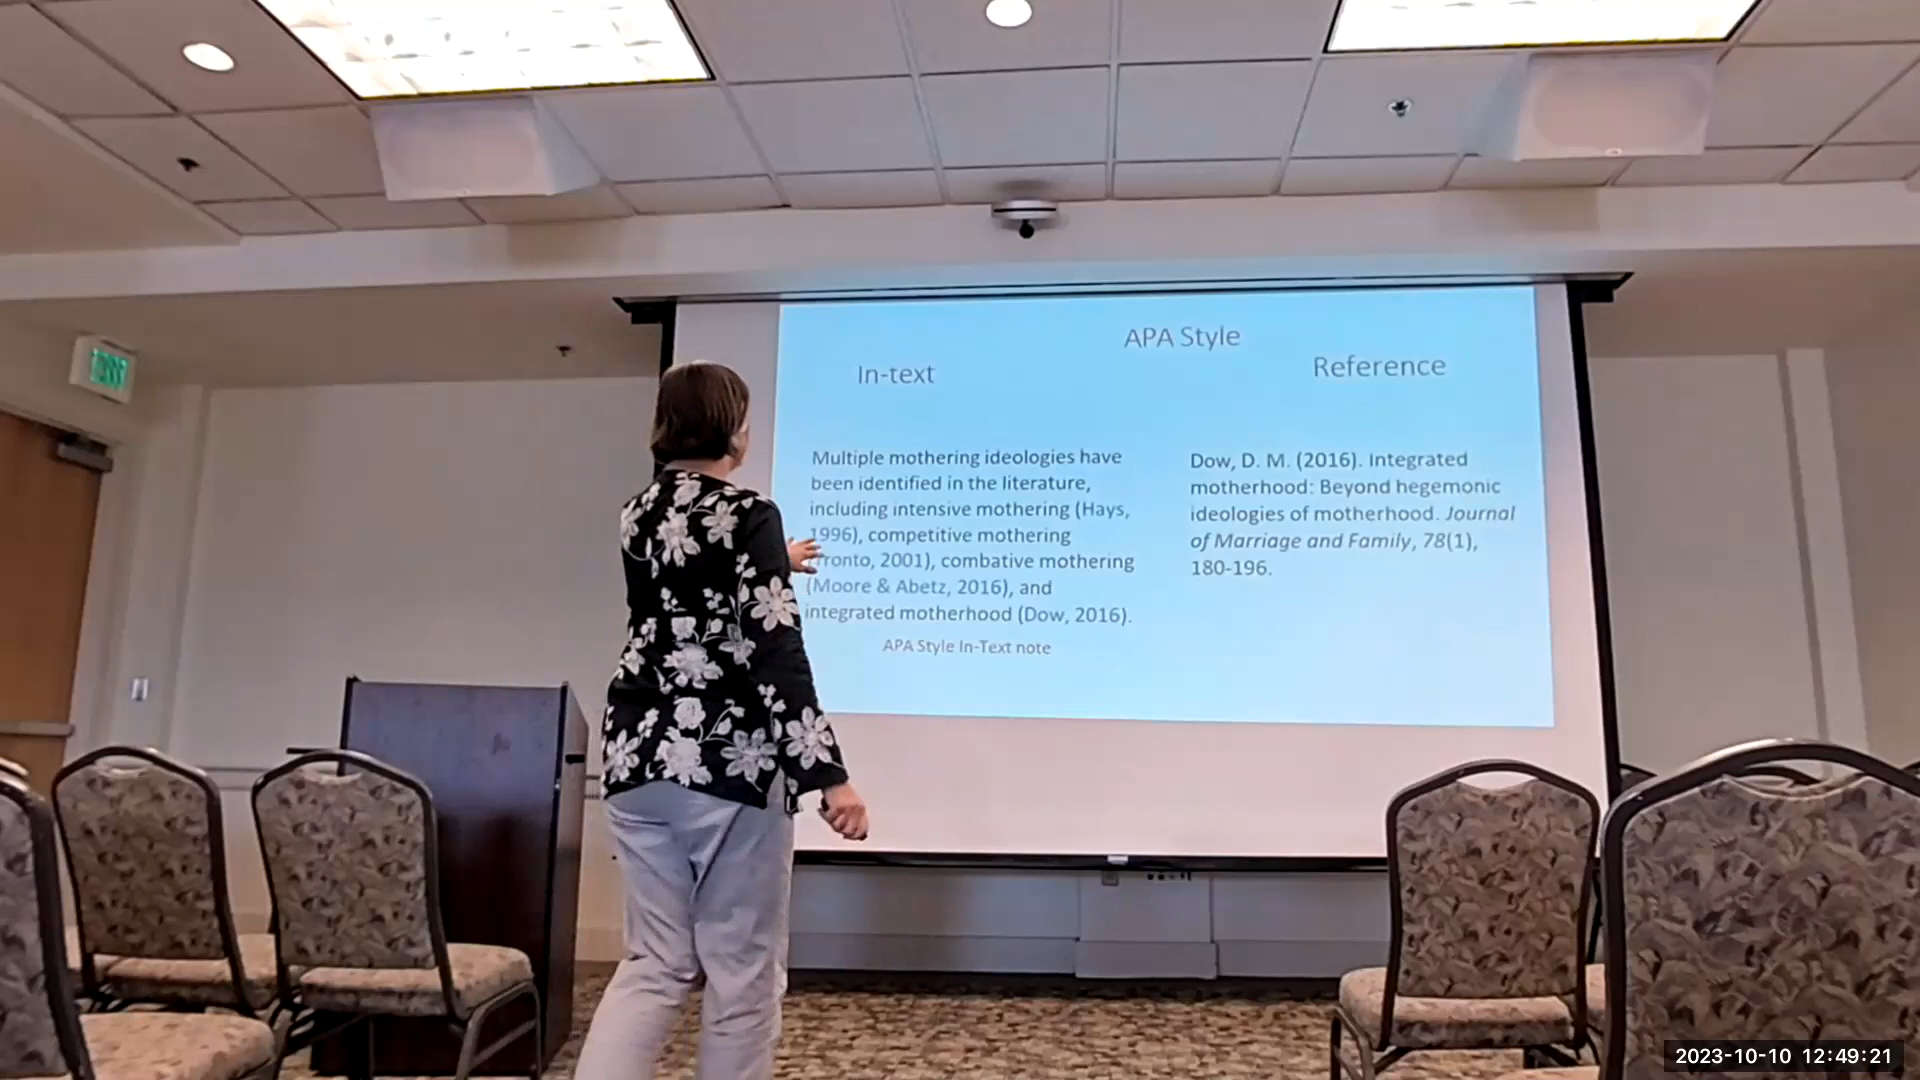 APA Style
In-text
Reference
Multiple mothering ideologies have
been identified in the literature,
including intensive mothering (Hays,
1996), competitive mothering
2001), combative mothering
(Moore & Abetz, 2016), and
integrated motherhood (Dow, 2016).
APA Style In-Text note
Dow, D. M. (2016). Integrated
motherhood: Beyond hegemonic
ideologies of motherhood. Journal
of Marriage and Family, 78(1),
180-196.
2023-10-10 12:49:21